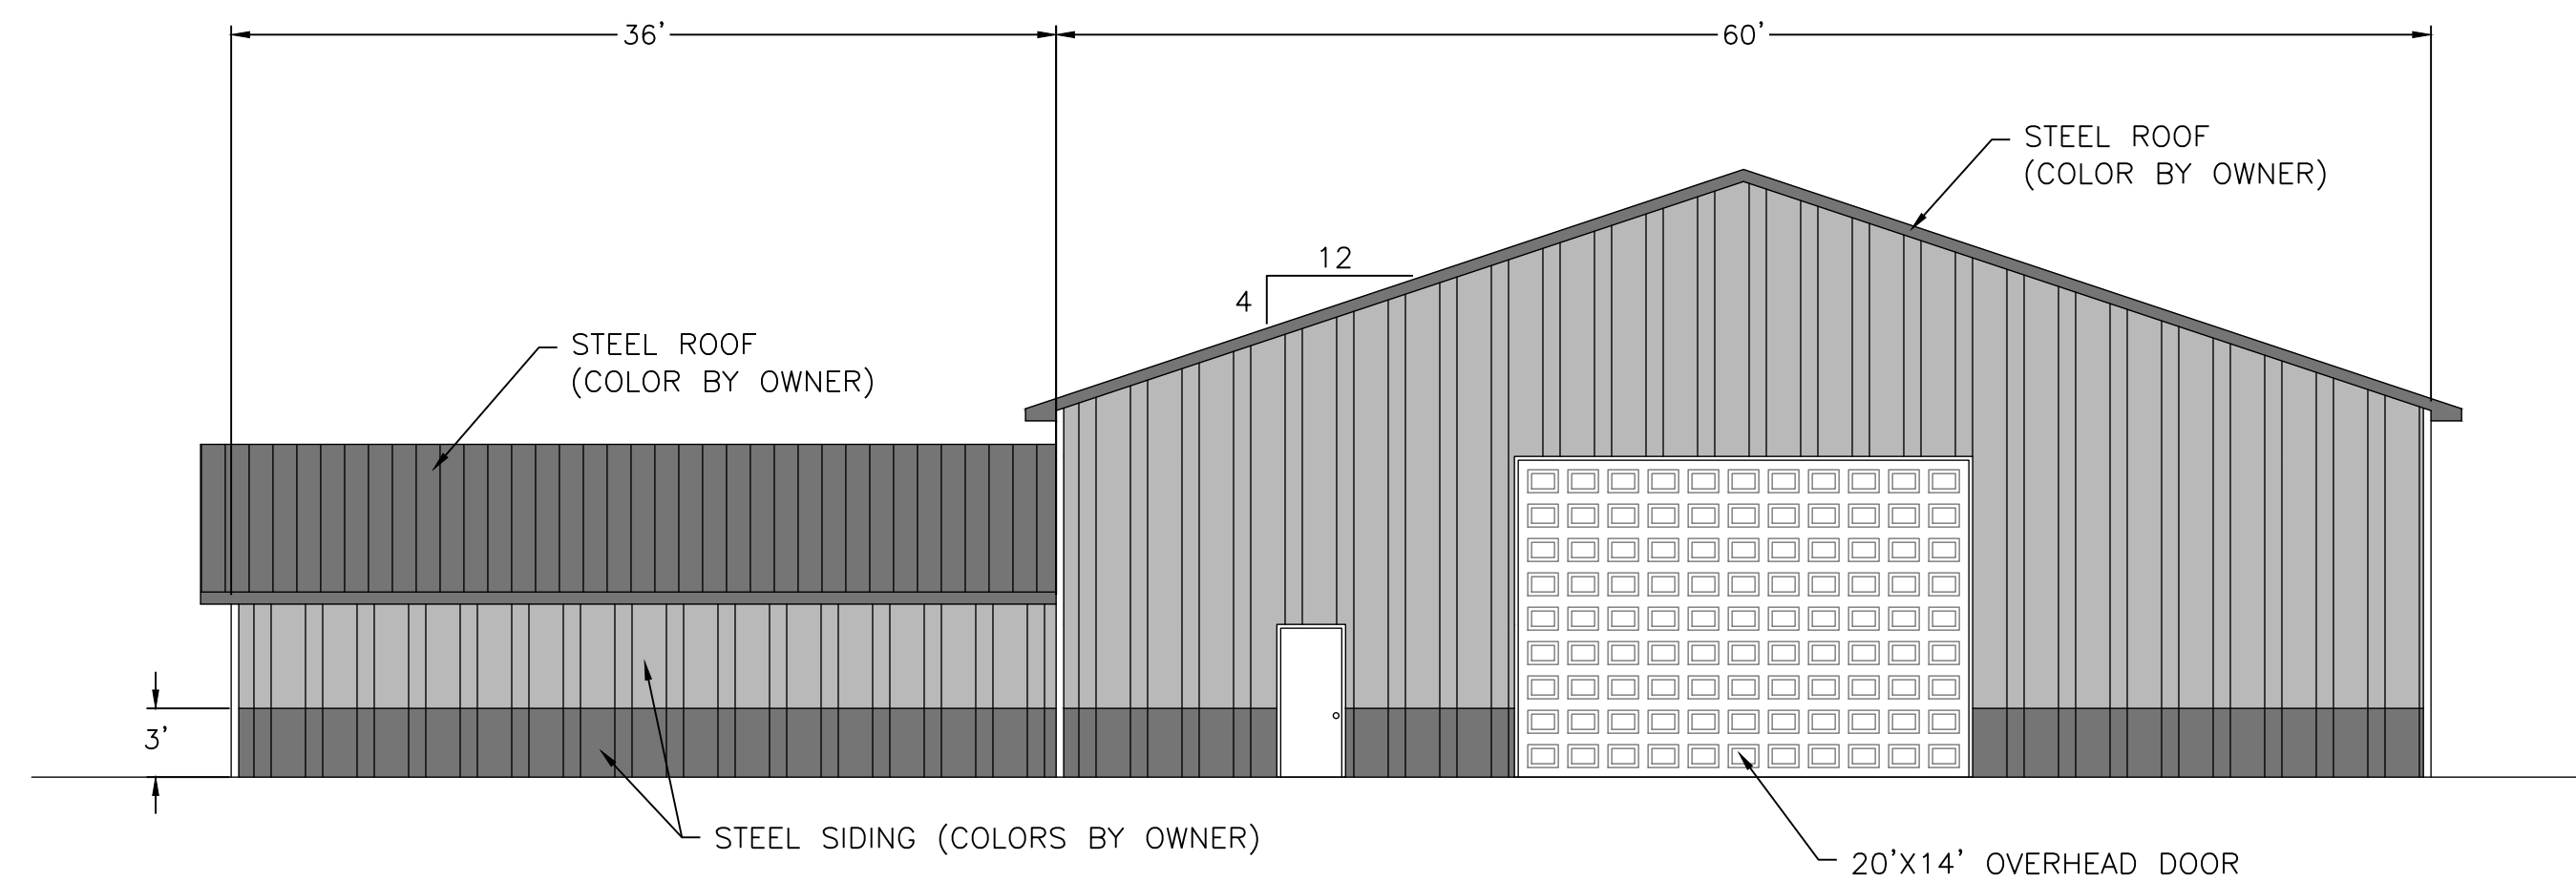 36'
60'
STEEL ROOF
(COLOR BY OWNER)
12
4
STEEL ROOF
(COLOR BY OWNER)
3'
STEEL SIDING (COLORS BY OWNER)
20'X14' OVERHEAD DOOR